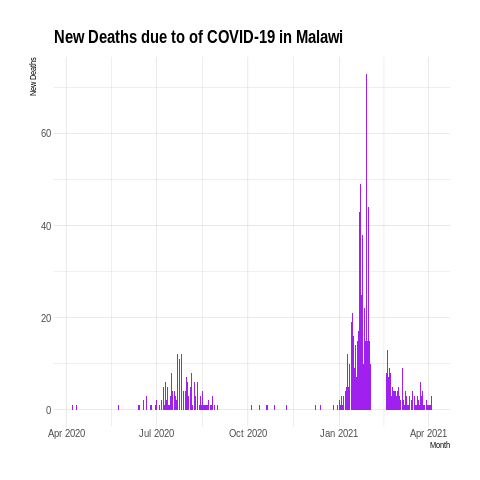 New Deaths due to of COVID-19 in Malawi
New Deaths
60
40
20
0
Apr 2020 Jul 2020 Oct 2020 Jan 2021 Apr 2021
Month